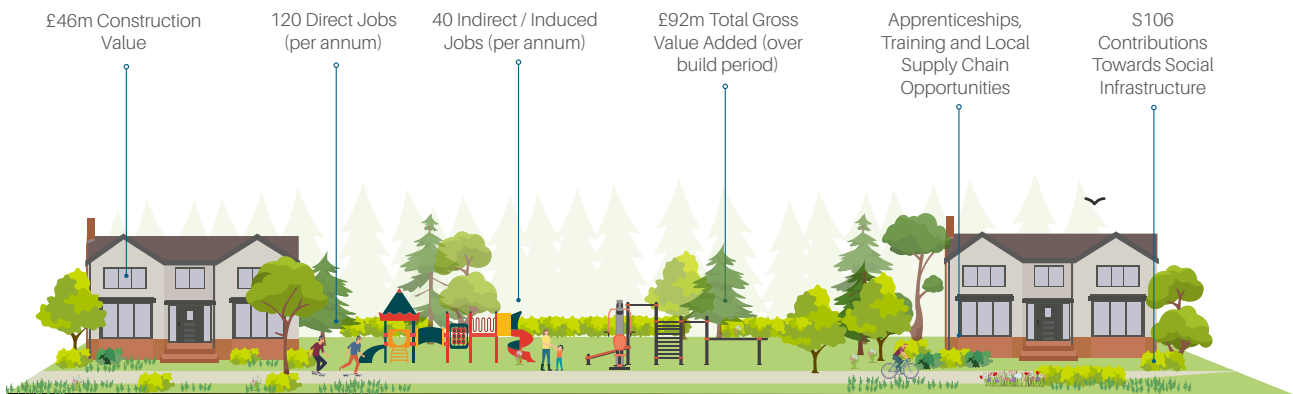 £46m Construction
Value
120 Direct Jobs
(per annum)
40 Indirect / Induced
Jobs (per annum)
£92m Total Gross
Value Added (over
build period)
Apprenticeships,
Training and Local
Supply Chain
Opportunities
S106
Contributions
Towards Social
Infrastructure